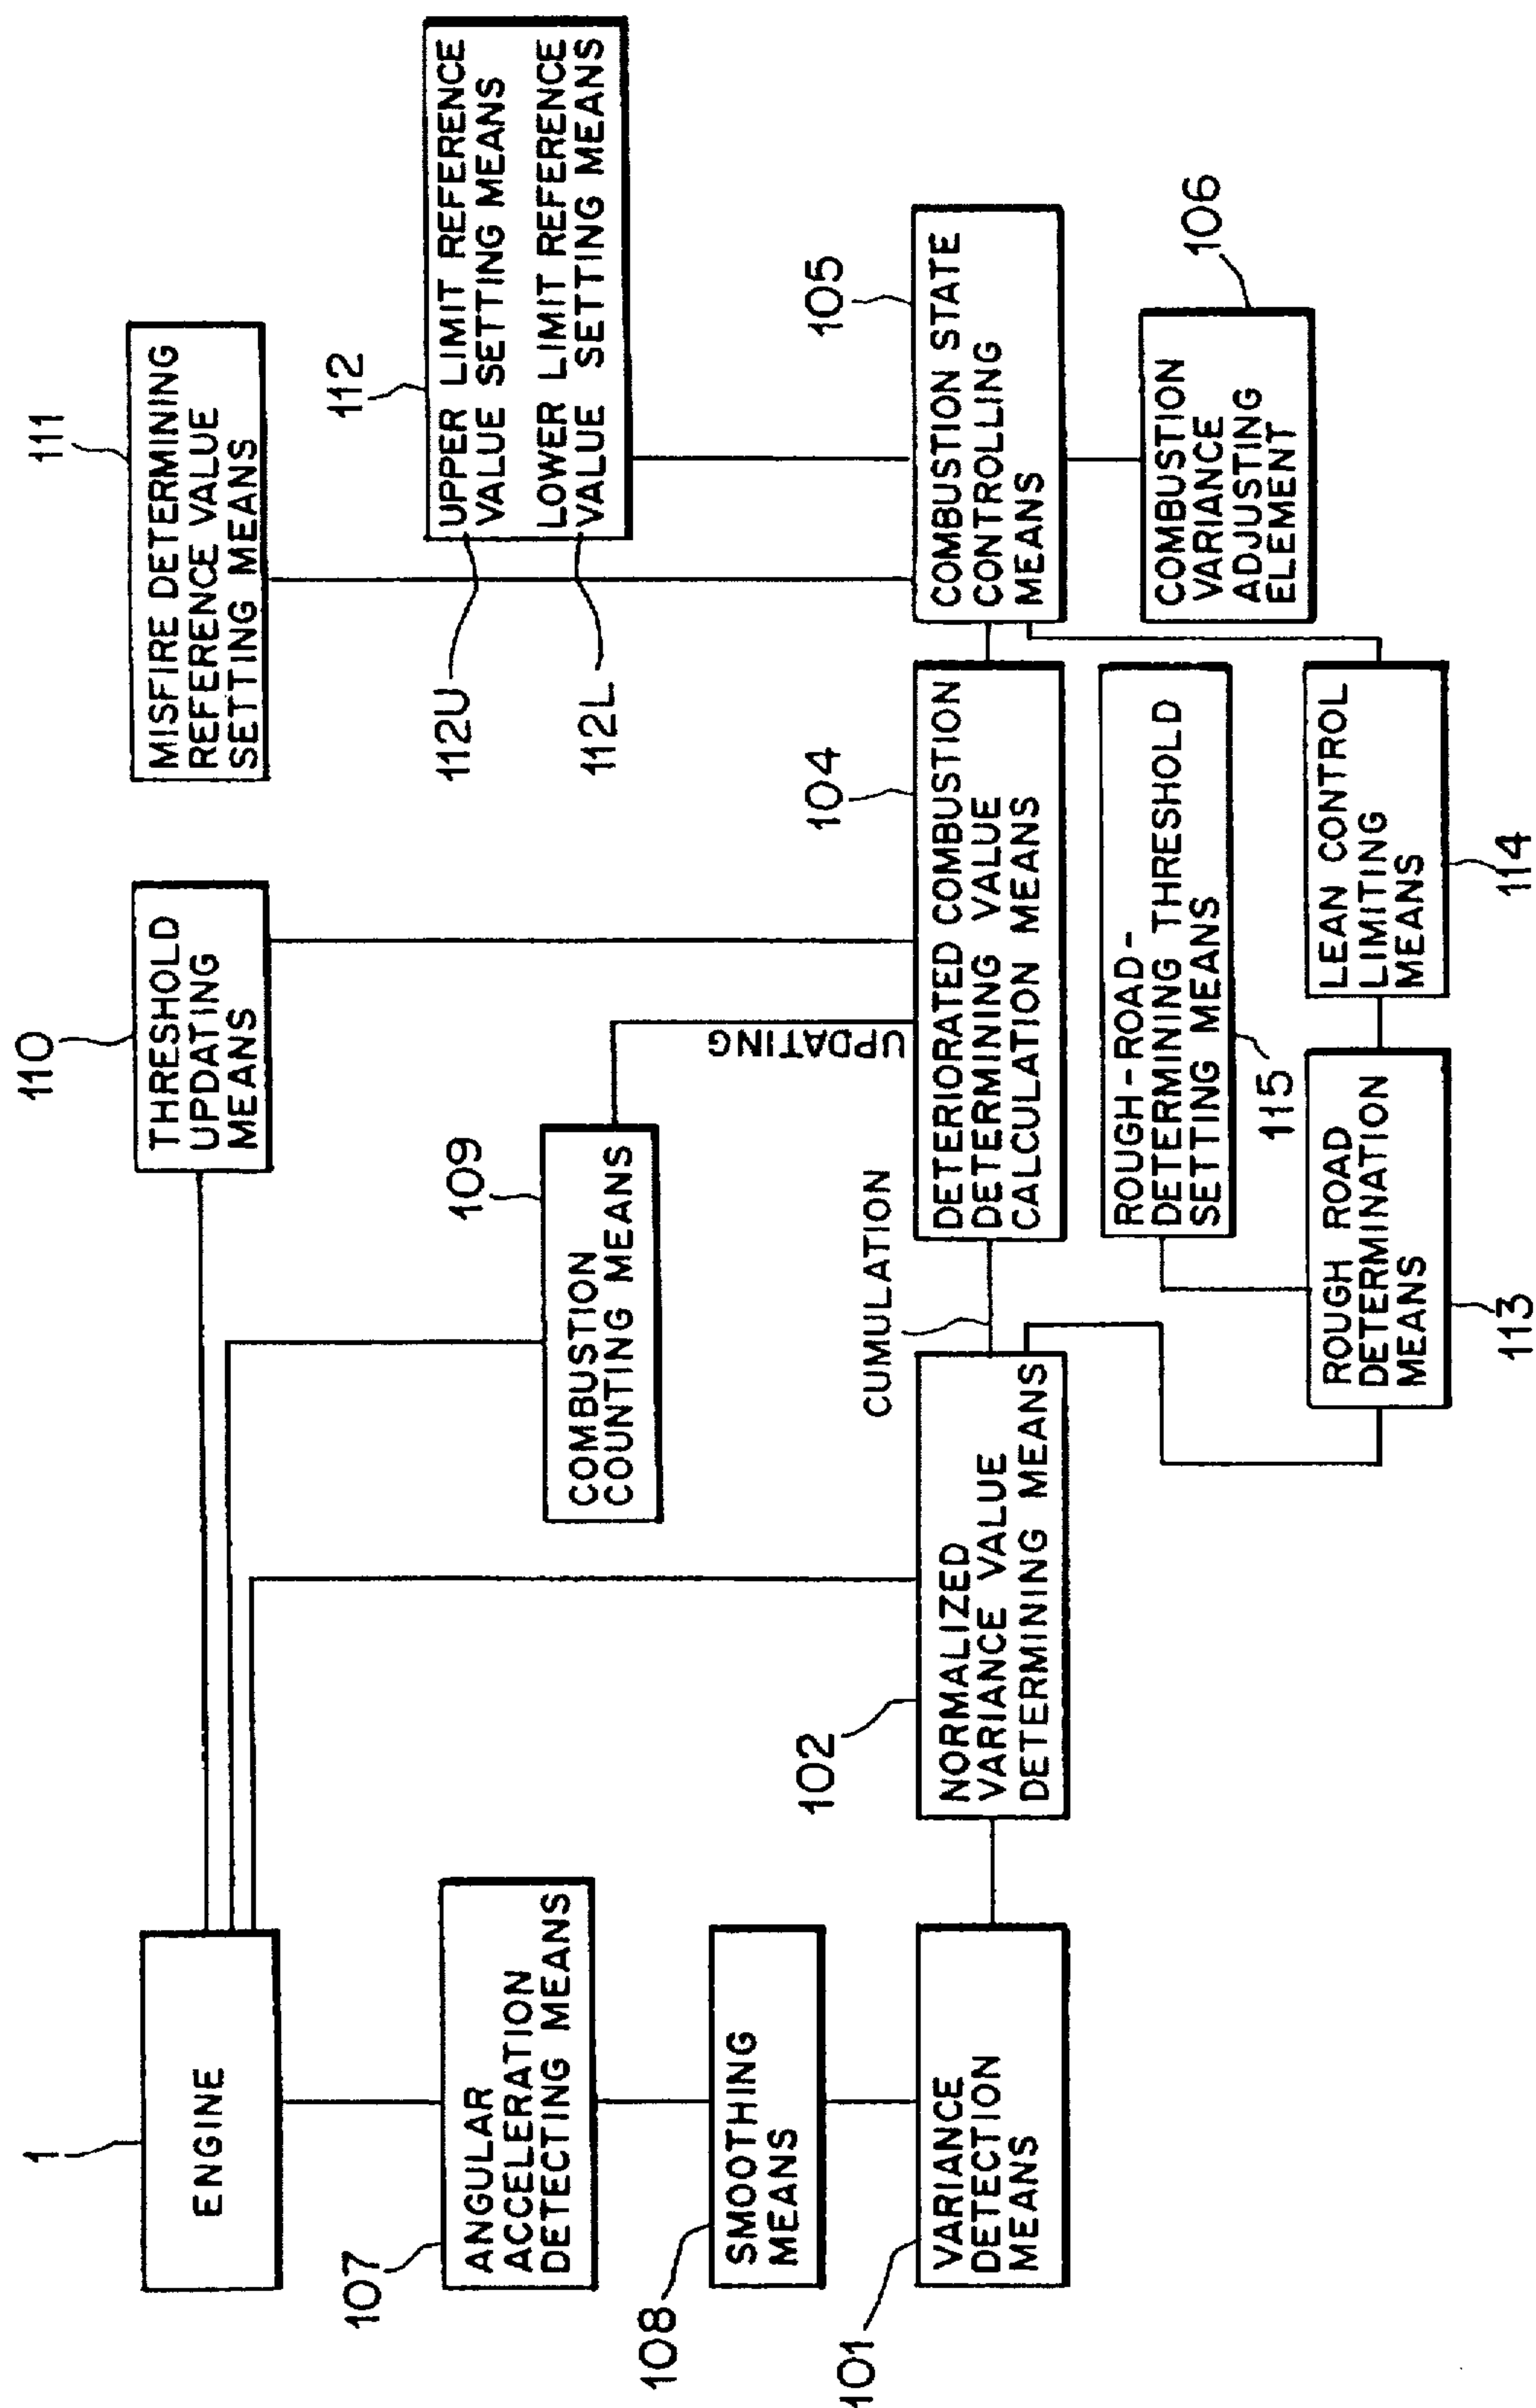 1
ENGINE
110
THRESHOLD
UPDATING
MEANS
111
MISFIRE DETERMINING
REFERENCE VALUE
SETTING MEANS
107
ANGULAR
ACCELERATION
DETECTING MEANS
109
COMBUSTION
COUNTING MEANS
112
UPPER LIMIT REFERENCE
VALUE SETTING MEANS
LOWER LIMIT REFERENCE
VALUE SETTING MEANS
112U
112L
108
SMOOTHING
MEANS
UPDATING
101
VARIANCE
DETECTION
MEANS
102
NORMALIZED
VARIANCE VALUE
DETERMINING MEANS
CUMULATION
104
DETERIORATED COMBUSTION
DETERMINING VALUE
CALCULATION MEANS
105
COMBUSTION STATE
CONTROLLING
MEANS
ROUGH-ROAD-
DETERMINING THRESHOLD
SETTING MEANS
115
COMBUSTION
VARIANCE
ADJUSTING
ELEMENT
106
ROUGH ROAD
DETERMINATION
MEANS
113
LEAN CONTROL
LIMITING
MEANS
114